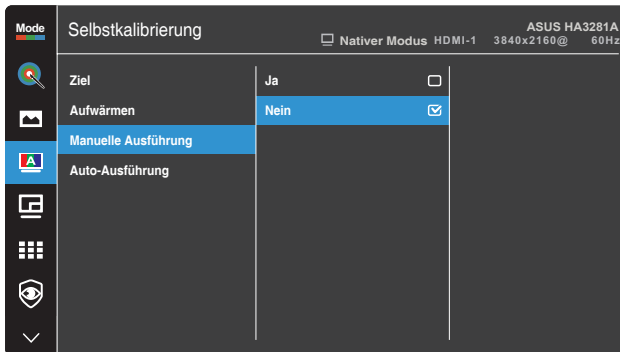 Mode
Selbstkalibrierung
ASUS HA3281A
Nativer Modus HDMI-1 3840x2160@ 60Hz
Ziel
Ja
Aufwärmen
Nein
Manuelle Ausführung
A
Auto-Ausführung